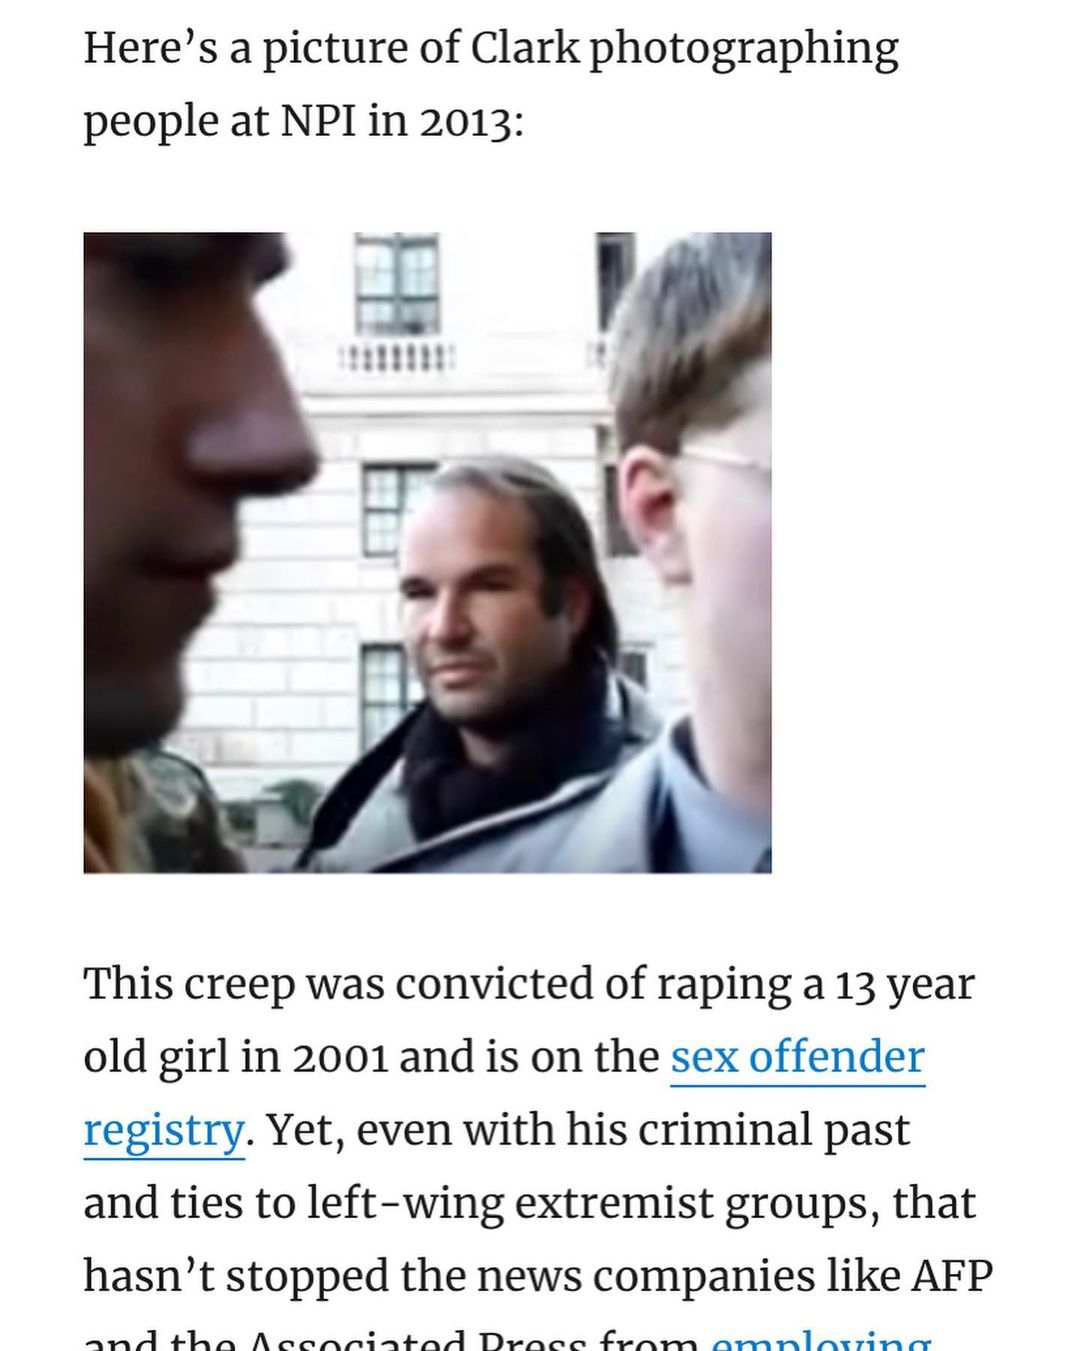 Here’s a picture of Clark photographing
people at NPI in 2013:
This creep was convicted of raping a 13 year
old girl in 2001 and is on the sex offender
registry. Yet, even with his criminal past
and ties to left-wing extremist groups, that
hasn’t stopped the news companies like AFP
and the Associated Press from employing